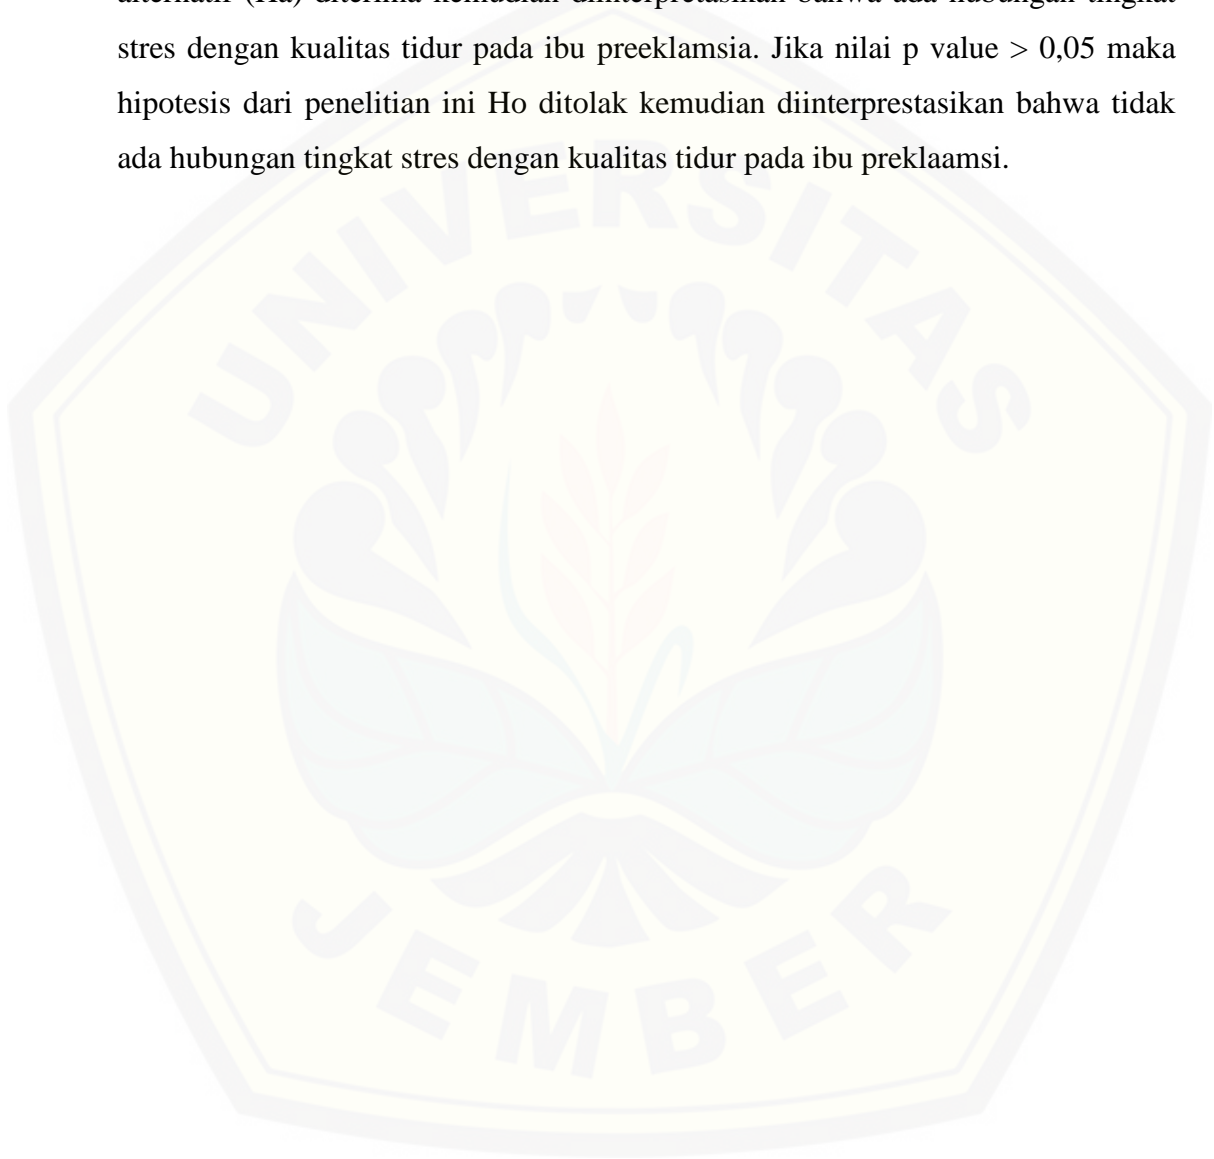 alternatif (Ha) diterima kemudian diinterpretasikan bahwa ada hubungan tingkat
stres dengan kualitas tidur pada ibu preeklamsia. Jika nilai p value > 0,05 maka
hipotesis dari penelitian ini Ho ditolak kemudian diinterprestasikan bahwa tidak
ada hubungan tingkat stres dengan kualitas tidur pada ibu preklaamsi.
UNIVERSITAS
JEMBER